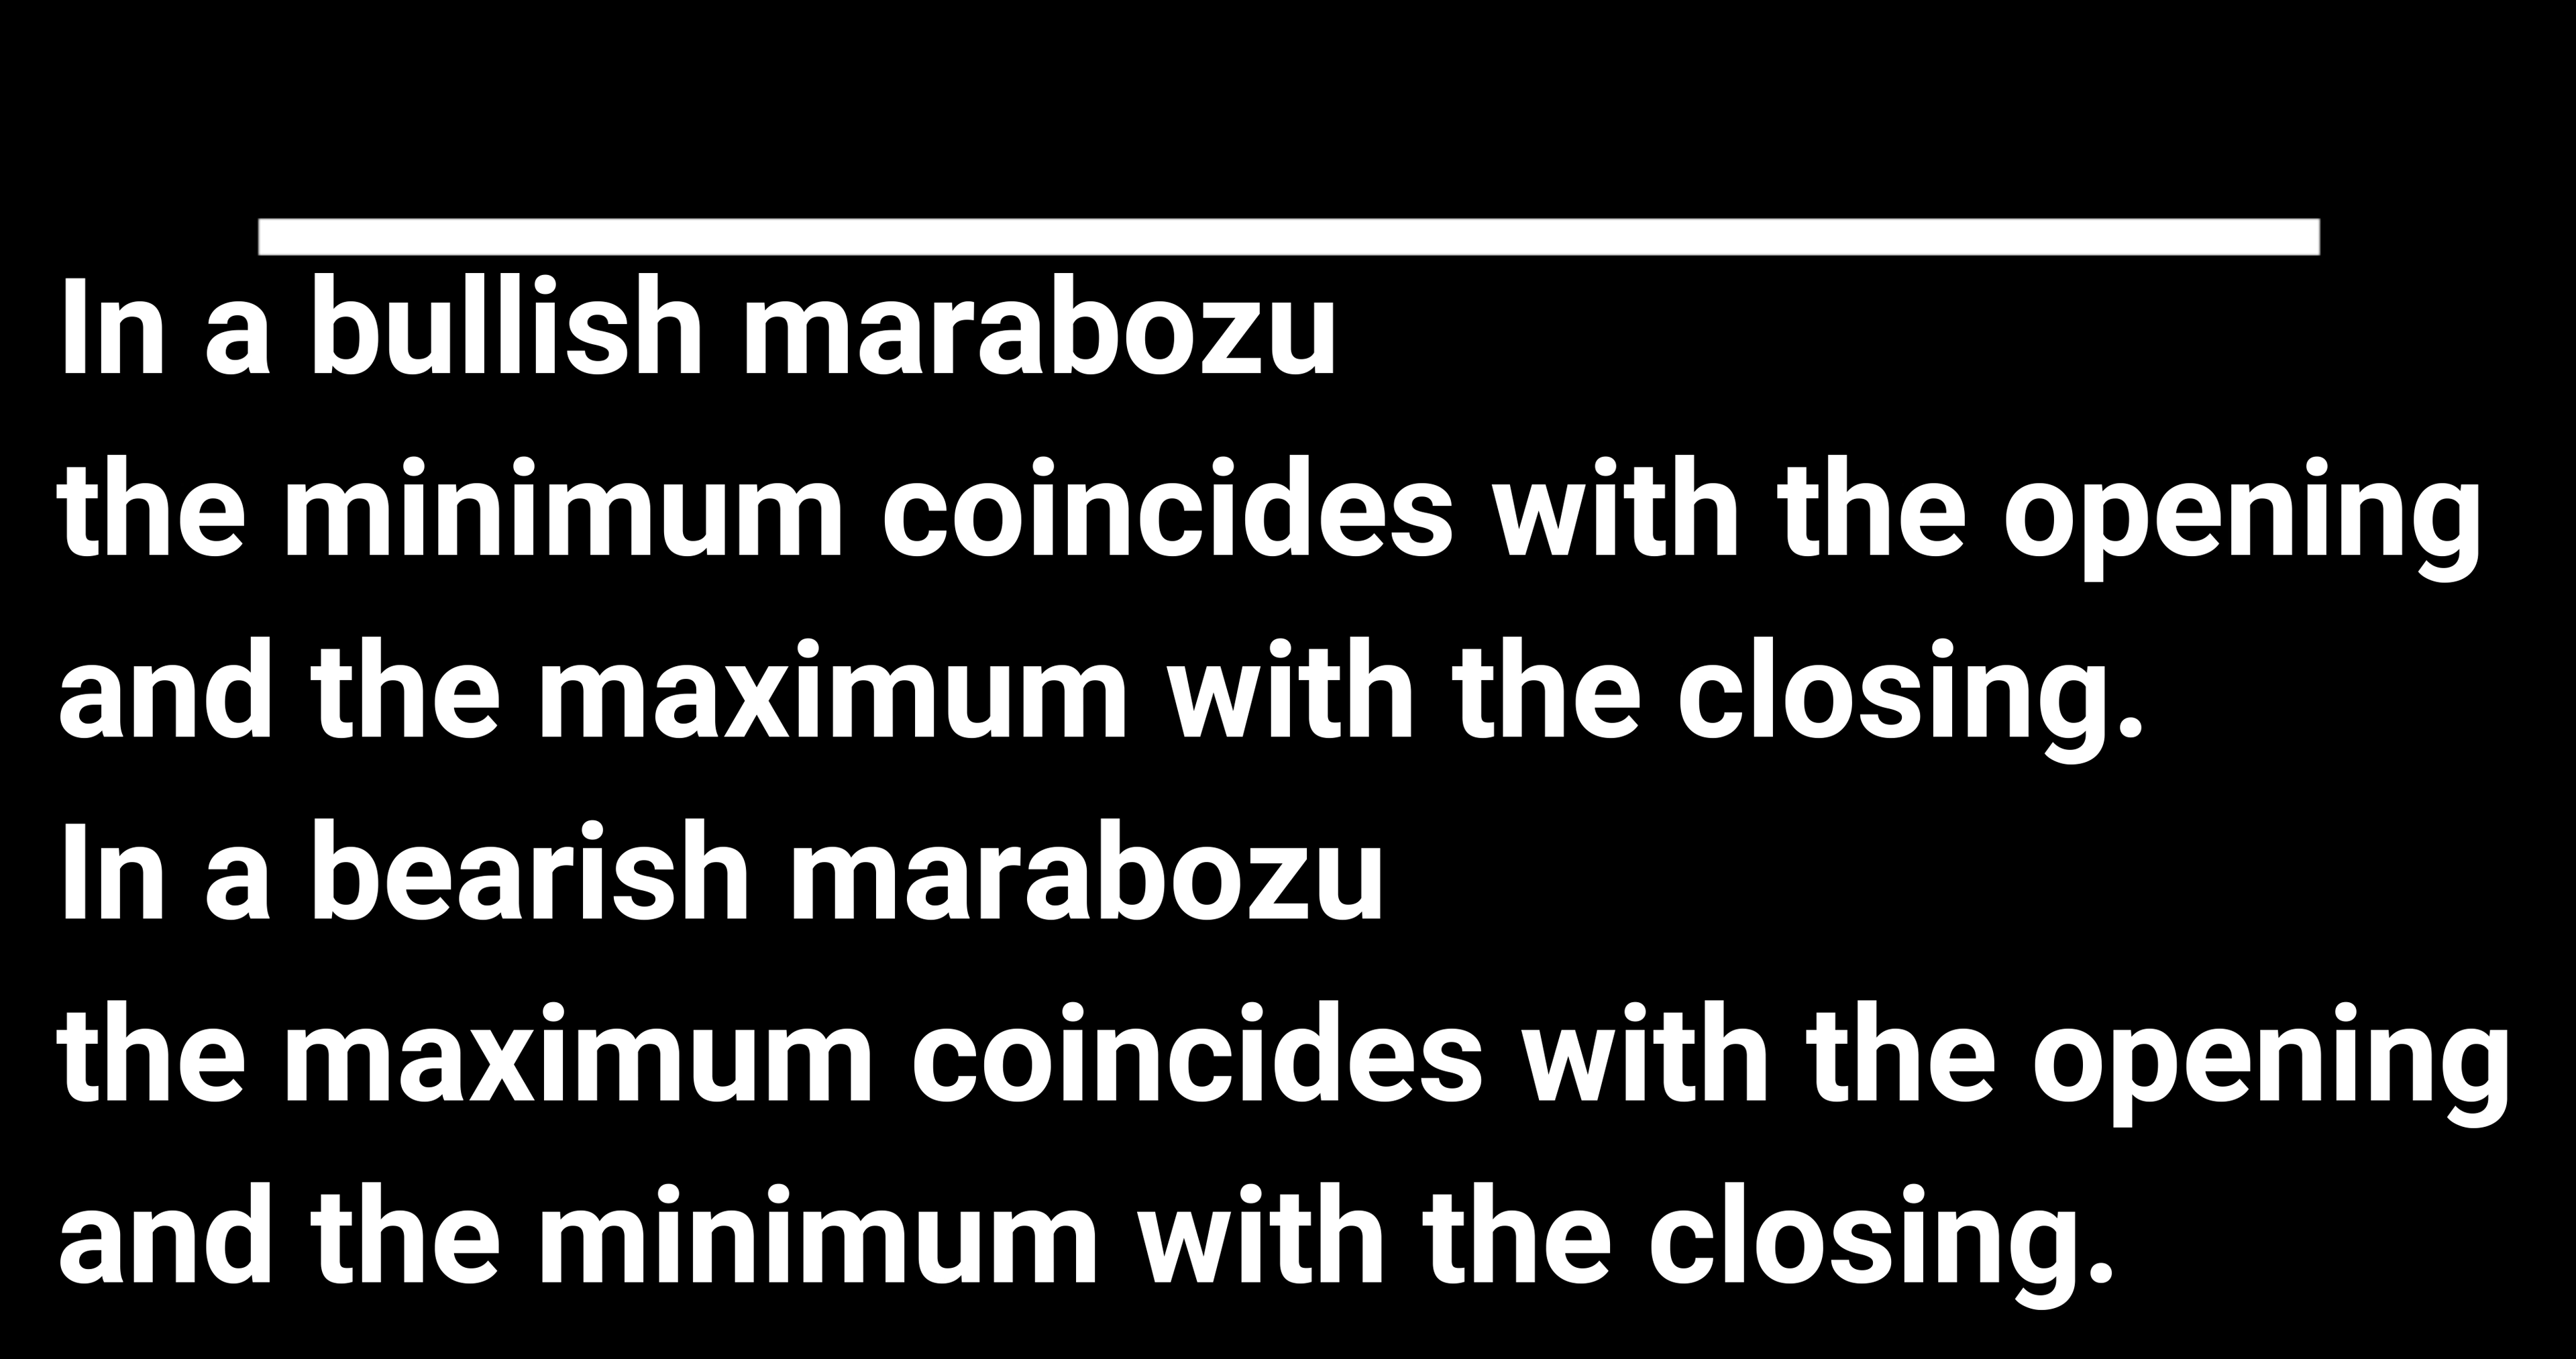 In a bullish marabozu
the minimum coincides with the opening
and the maximum with the closing.
In a bearish marabozu
the maximum coincides with the opening
and the minimum with the closing.